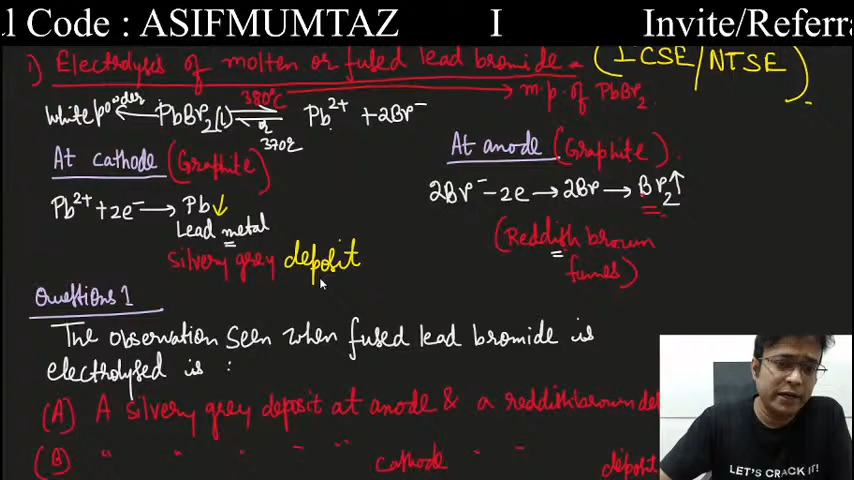 l Code : ASIFMUMTAZ I Invite/Referra
1) Electrolysis of molten or fused lead bromide - (ICSE/NTSE)
White powder ← PbBr2(l) ⇌ Pb2+ + 2Br-
380°C → m.p. of PbBr2
or 370°C
At cathode (Graphite)
Pb2+ + 2e- → Pb ↓
Lead metal
silvery grey deposit
At anode (Graphite)
2Br- - 2e → 2Br → Br2 ↑
(Reddish brown
fumes)
Questions 1
The observation seen when fused lead bromide is
electrolysed is :
(A) A silvery grey deposit at anode & a reddish brown de
(B) " " " " " cathode " " deposit
LET'S CRACK IT!